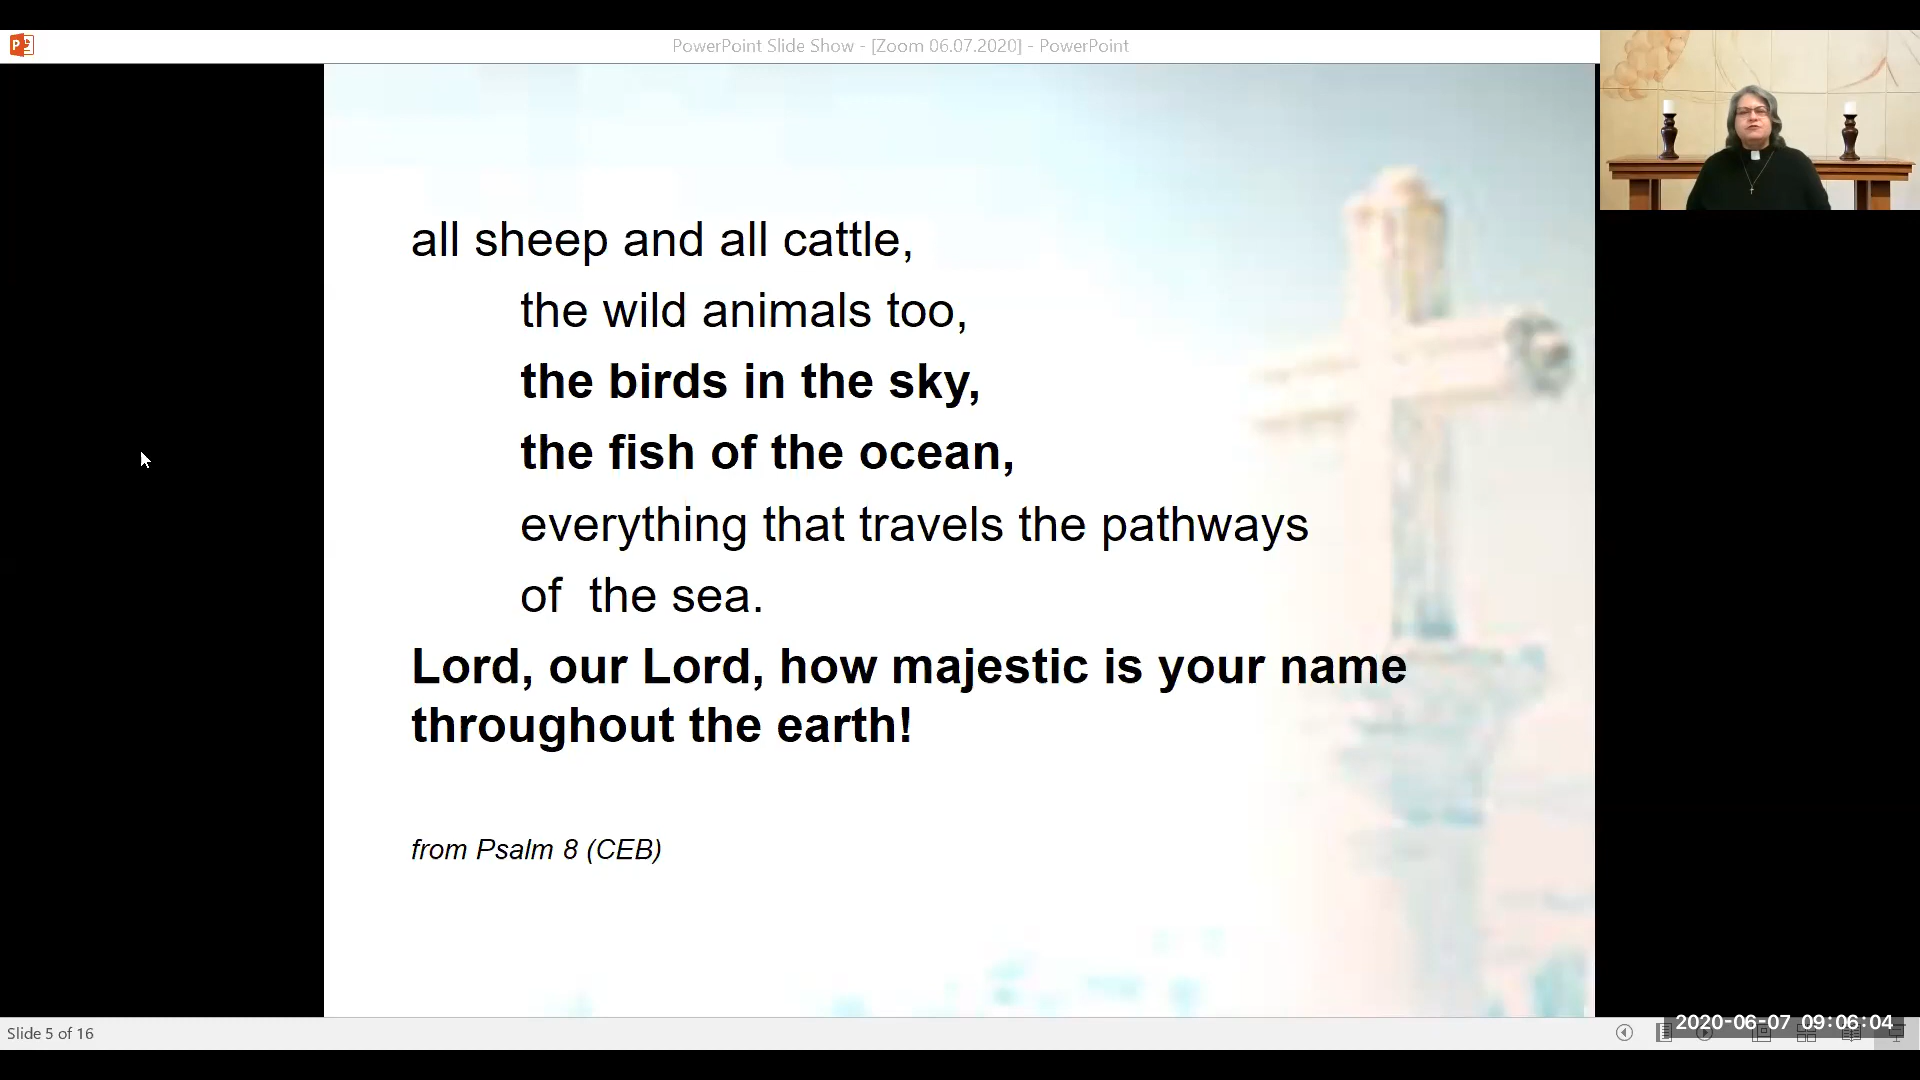 PowerPoint Slide Show - [Zoom 06.07.2020] - PowerPoint
all sheep and all cattle,
the wild animals too,
the birds in the sky,
the fish of the ocean,
everything that travels the pathways
of the sea.
Lord, our Lord, how majestic is your name
throughout the earth!
from Psalm 8 (CEB)
Slide 5 of 16
2020-06-07 09:06:04